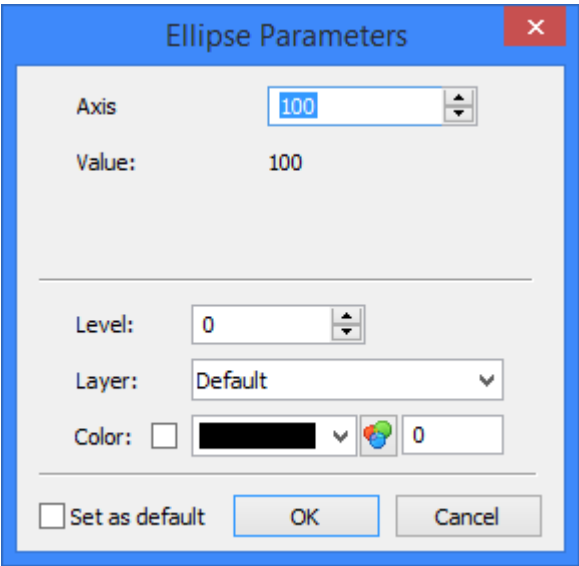 Ellipse Parameters
Axis 100
Value: 100
Level: 0
Layer: Default
Color: 0
Set as default OK Cancel